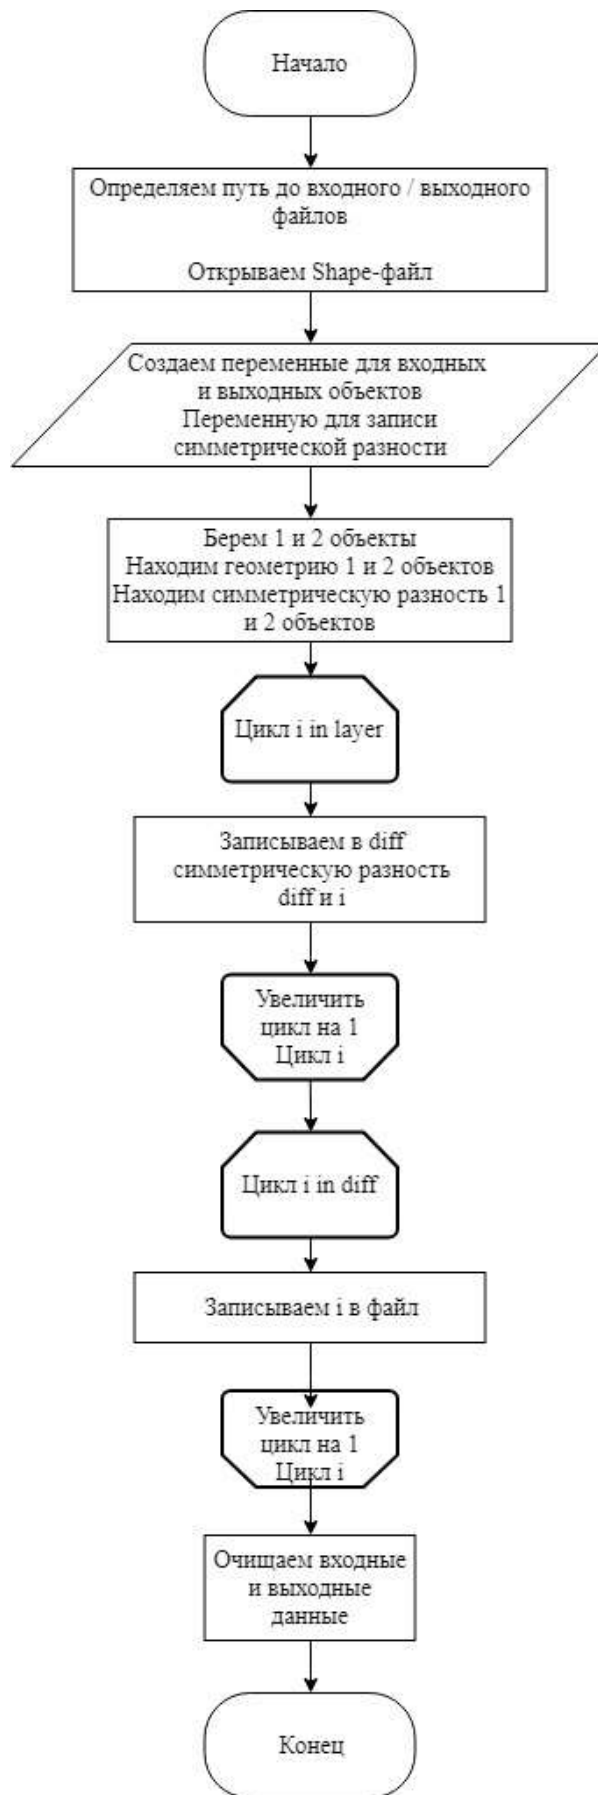 Начало
Определяем путь до входного / выходного
файлов
Открываем Shape-файл
Создаем переменные для входных
и выходных объектов
Переменную для записи
симметрической разности
Берем 1 и 2 объекты
Находим геометрию 1 и 2 объектов
Находим симметрическую разность 1
и 2 объектов
Цикл i in layer
Записываем в diff
симметрическую разность
diff и i
Увеличить
цикл на 1
Цикл i
Цикл i in diff
Записываем i в файл
Увеличить
цикл на 1
Цикл i
Очищаем входные
и выходные
данные
Конец